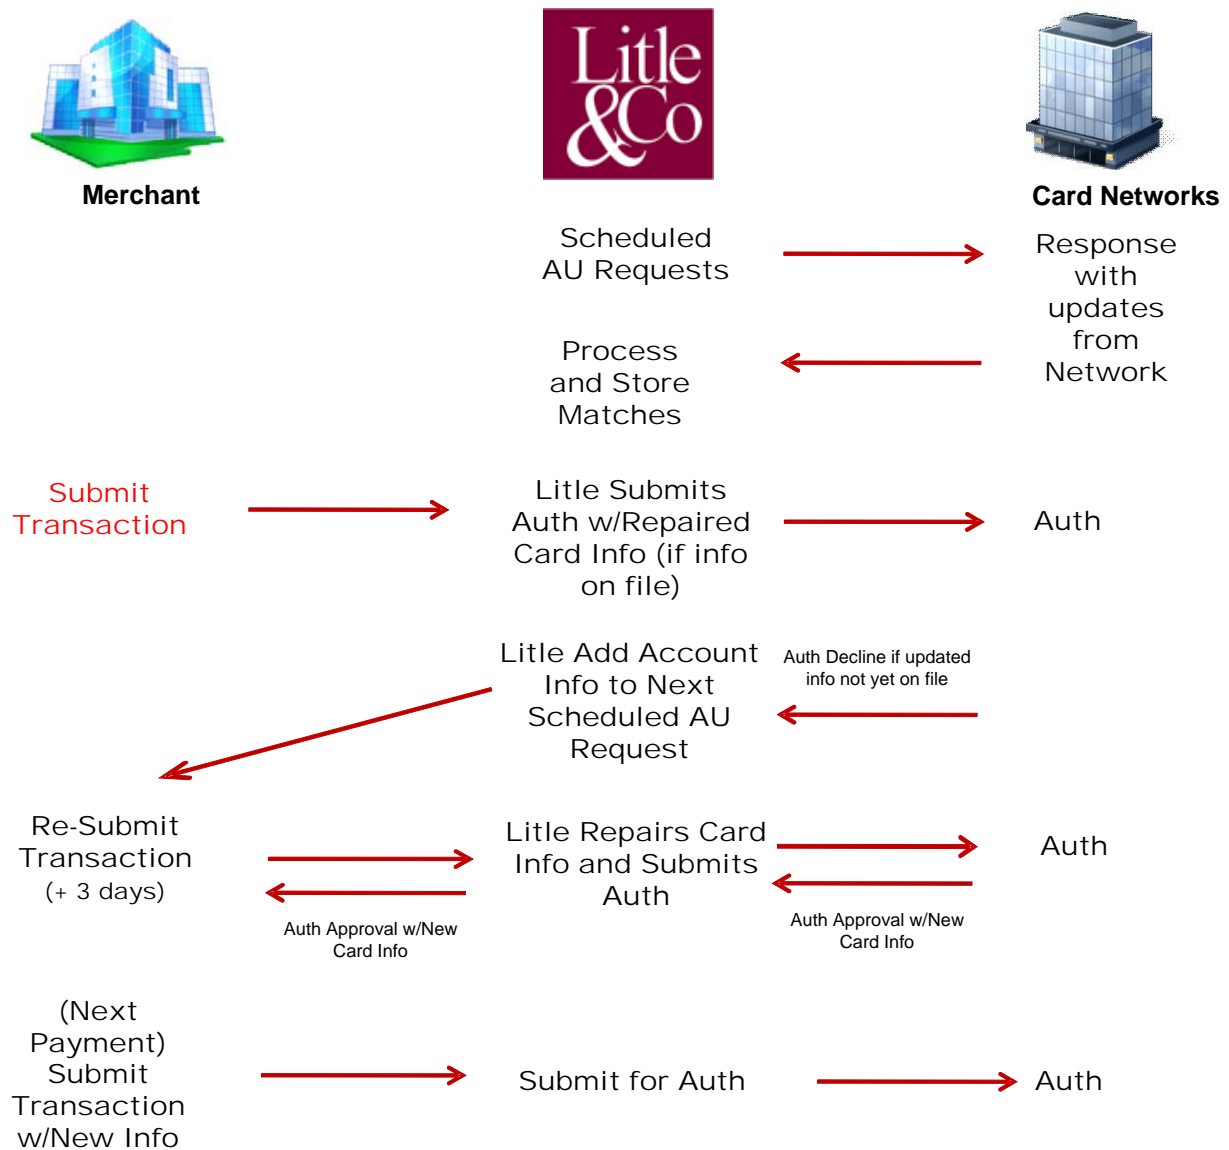 Litle
&Co
Merchant
Card Networks
Scheduled
AU Requests
Response
with
updates
from
Network
Process
and Store
Matches
Submit
Transaction
Litle Submits
Auth w/Repaired
Card Info (if info
on file)
Auth
Litle Add Account
Info to Next
Scheduled AU
Request
Auth Decline if updated
info not yet on file
Re-Submit
Transaction
(+ 3 days)
Litle Repairs Card
Info and Submits
Auth
Auth
Auth Approval w/New
Card Info
Auth Approval w/New
Card Info
(Next
Payment)
Submit
Transaction
w/New Info
Submit for Auth
Auth